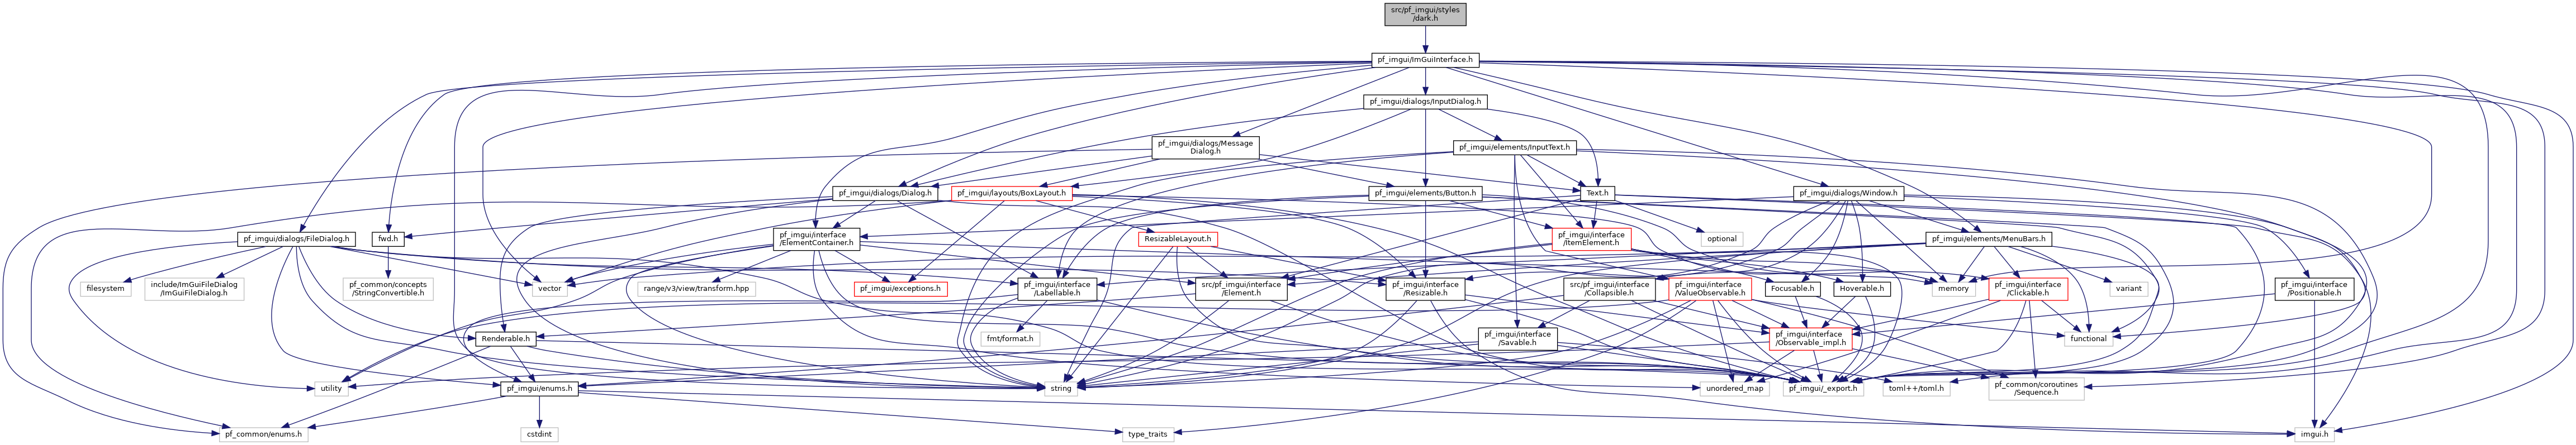 src/pf_imgui/styles
/dark.h
pf_imgui/ImGuiInterface.h
pf_imgui/dialogs/InputDialog.h
pf_imgui/dialogs/Message
Dialog.h
pf_imgui/elements/InputText.h
pf_imgui/dialogs/Dialog.h
pf_imgui/layouts/BoxLayout.h
pf_imgui/elements/Button.h
Text.h
pf_imgui/dialogs/Window.h
pf_imgui/dialogs/FileDialog.h
fwd.h
pf_imgui/interface
/ElementContainer.h
ResizableLayout.h
pf_imgui/interface
/ItemElement.h
optional
pf_imgui/elements/MenuBars.h
filesystem
include/ImGuiFileDialog
/ImGuiFileDialog.h
pf_common/concepts
/StringConvertible.h
vector
range/v3/view/transform.hpp
pf_imgui/exceptions.h
pf_imgui/interface
/Labellable.h
src/pf_imgui/interface
/Element.h
pf_imgui/interface
/Resizable.h
src/pf_imgui/interface
/Collapsible.h
pf_imgui/interface
/ValueObservable.h
Focusable.h
Hoverable.h
memory
pf_imgui/interface
/Clickable.h
variant
pf_imgui/interface
/Positionable.h
Renderable.h
fmt/format.h
pf_imgui/interface
/Savable.h
pf_imgui/interface
/Observable_impl.h
functional
utility
pf_imgui/enums.h
string
unordered_map
pf_imgui/_export.h
toml++/toml.h
pf_common/coroutines
/Sequence.h
pf_common/enums.h
cstdint
type_traits
imgui.h